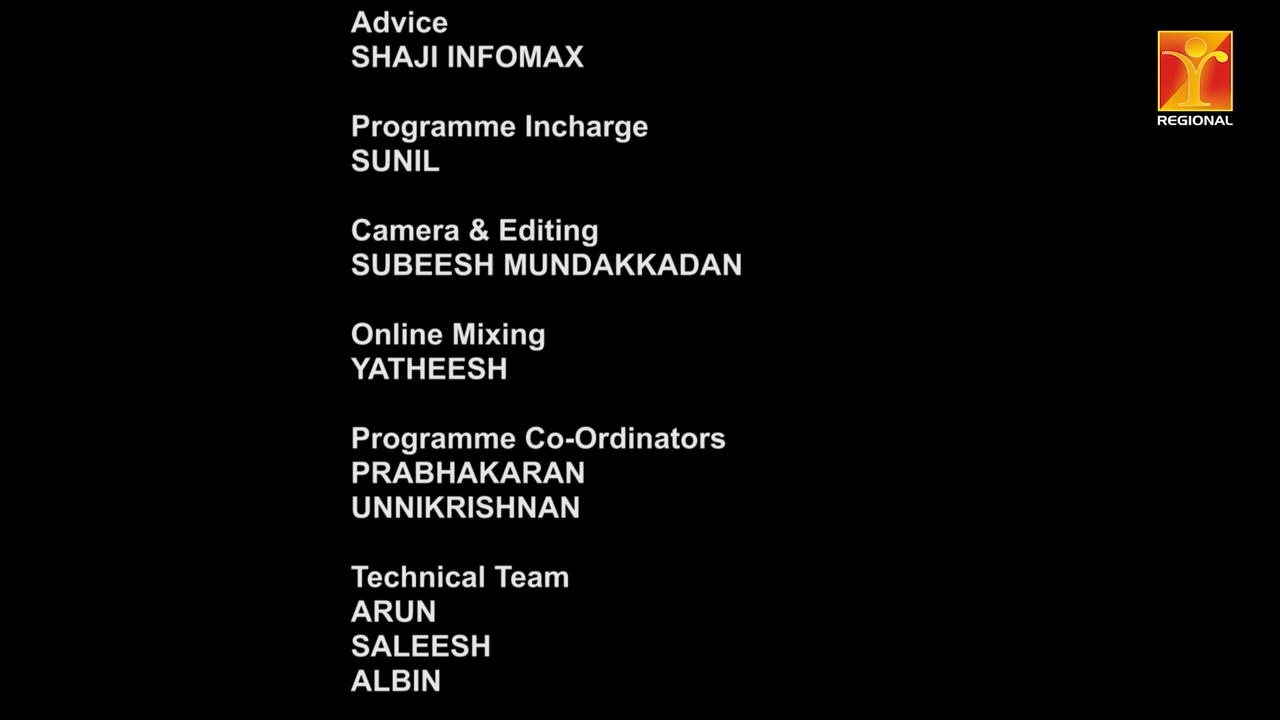 Advice
SHAJI INFOMAX
Programme Incharge
SUNIL
Camera & Editing
SUBEESH MUNDAKKADAN
Online Mixing
YATHEESH
Programme Co-Ordinators
PRABHAKARAN
UNNIKRISHNAN
Technical Team
ARUN
SALEESH
ALBIN
REGIONAL